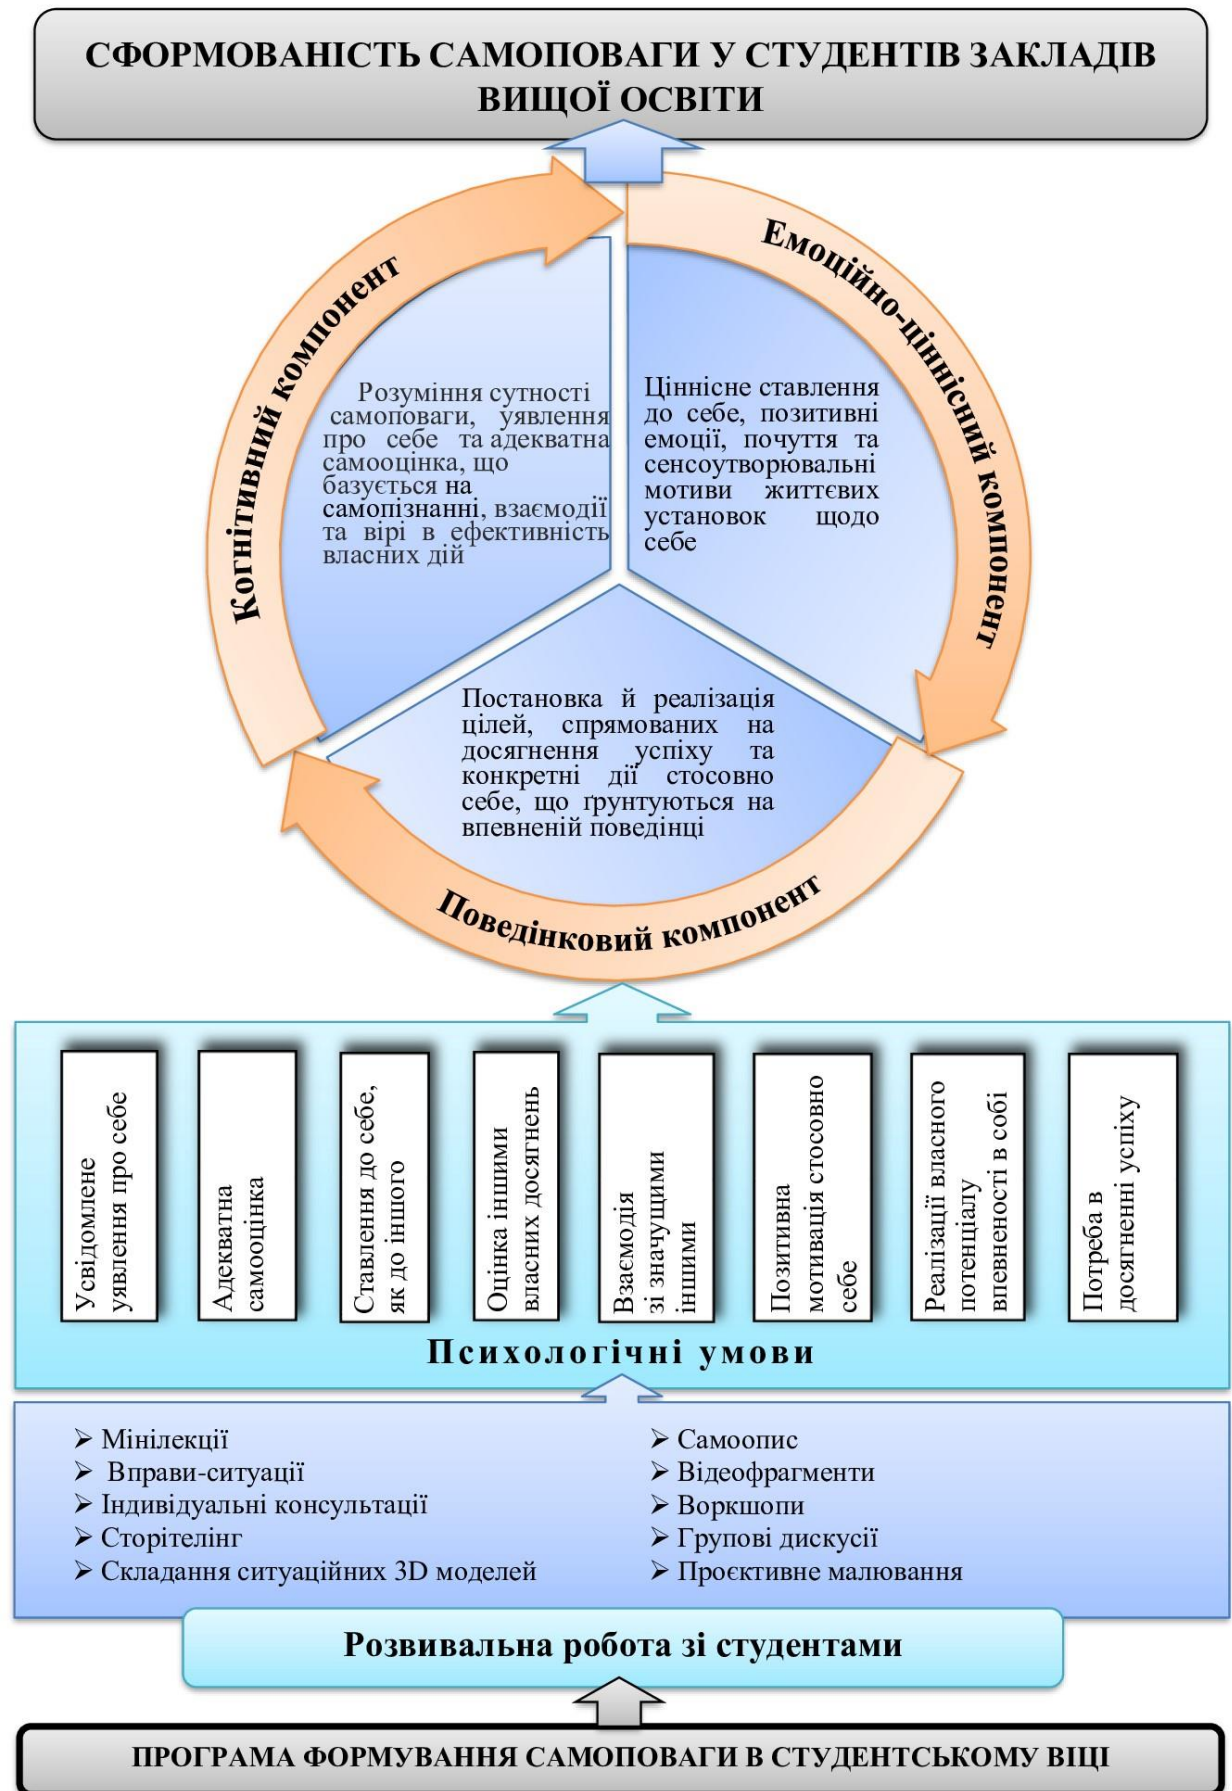 СФОРМОВАНІСТЬ САМОПОВАГИ У СТУДЕНТІВ ЗАКЛАДІВ
ВИЩОЇ ОСВІТИ
Когнітивний компонент
Розуміння сутності
самоповаги, уявлення
про себе та адекватна
самооцінка, що
базується на
самопізнанні, взаємодії
та вірі в ефективність
власних дій
Емоційно-ціннісний компонент
Ціннісне ставлення
до себе, позитивні
емоції, почуття та
сенсоутворювальні
мотиви життєвих
установок щодо
себе
Постановка й реалізація
цілей, спрямованих на
досягнення успіху та
конкретні дії стосовно
себе, що ґрунтуються на
впевненій поведінці
Поведінковий компонент
Усвідомлене
уявлення про себе
Адекватна
самооцінка
Ставлення до себе,
як до іншого
Оцінка іншими
власних досягнень
Взаємодія
зі значущими
іншими
Позитивна
мотивація стосовно
себе
Реалізації власного
потенціалу
впевненості в собі
Потреба в
досягненні успіху
Психологічні умови
➢ Мінілекції
➢ Вправи-ситуації
➢ Індивідуальні консультації
➢ Сторітелінг
➢ Складання ситуаційних 3D моделей
➢ Самоопис
➢ Відеофрагменти
➢ Воркшопи
➢ Групові дискусії
➢ Проєктивне малювання
Розвивальна робота зі студентами
ПРОГРАМА ФОРМУВАННЯ САМОПОВАГИ В СТУДЕНТСЬКОМУ ВІЦІ